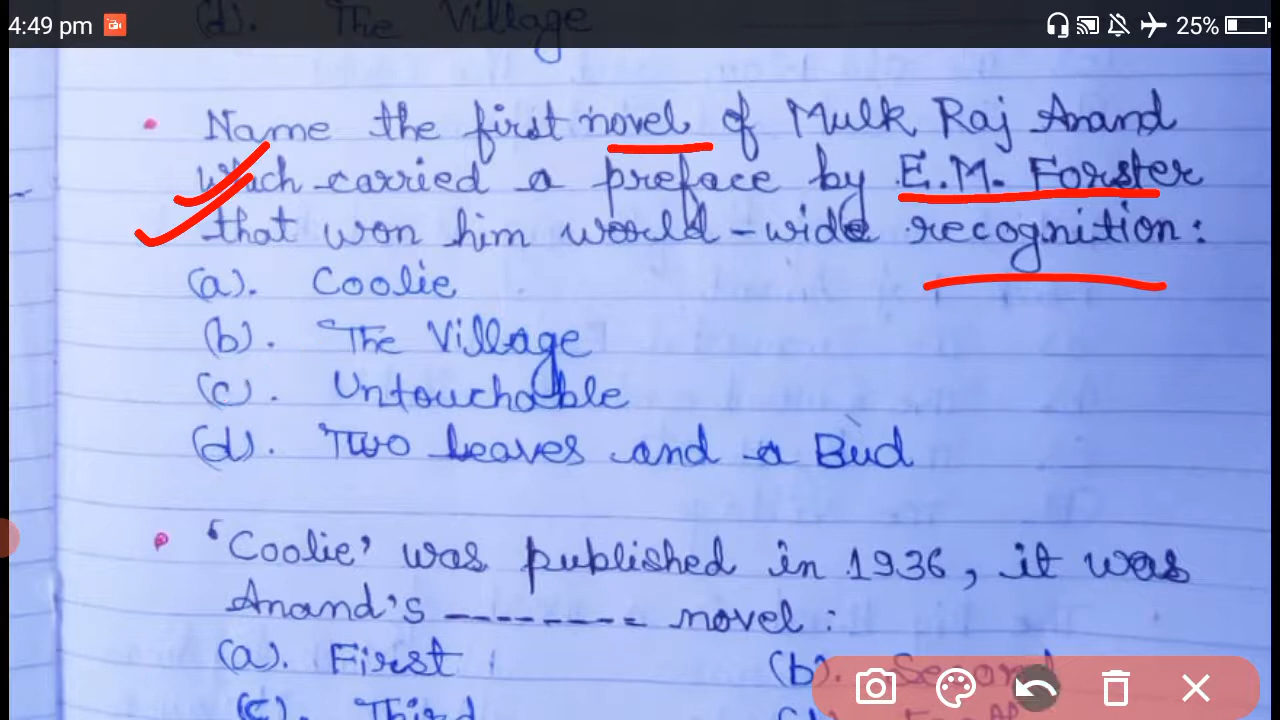 4:49 pm
25%
(d). The Village
Name the first novel of Mulk Raj Anand
which carried a preface by E.M. Forster
that won him world-wide recognition:
(a). Coolie
(b). The Village
(c). Untouchable
(d). Two Leaves and a Bud
'Coolie' was published in 1936, it was
Anand's -------- novel:
(a). First (b). Second
(c). Third